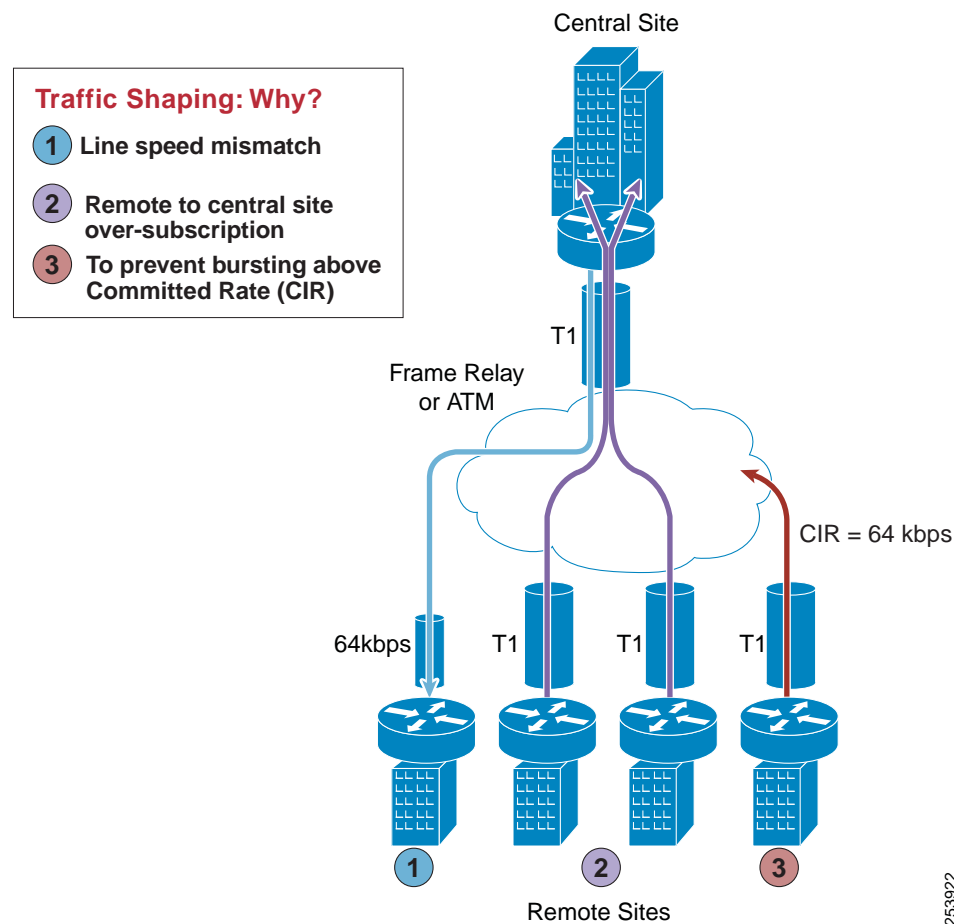 Central Site
Traffic Shaping: Why?
1 Line speed mismatch
2 Remote to central site
over-subscription
3 To prevent bursting above
Committed Rate (CIR)
T1
Frame Relay
or ATM
CIR = 64 kbps
64kbps
T1
T1
T1
1
2
3
Remote Sites
253922